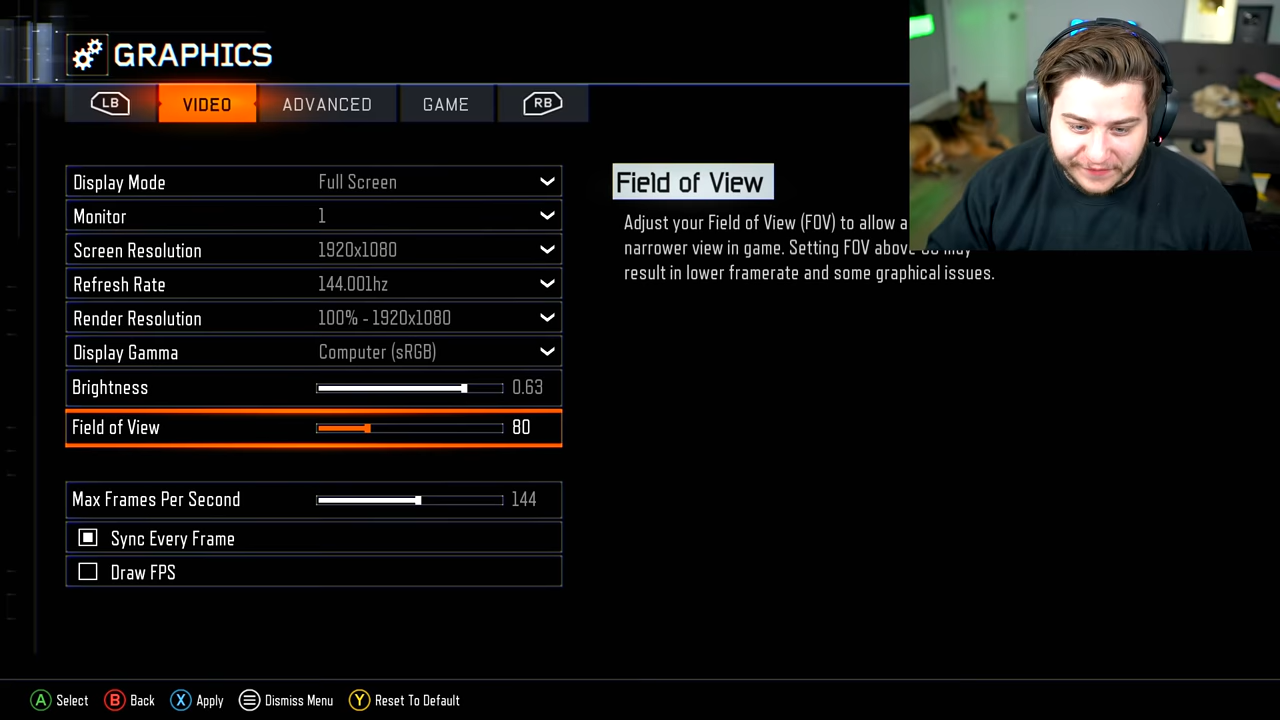 GRAPHICS
LB VIDEO ADVANCED GAME RB
Display Mode Full Screen
Monitor 1
Screen Resolution 1920x1080
Refresh Rate 144.001hz
Render Resolution 100% - 1920x1080
Display Gamma Computer (sRGB)
Brightness 0.63
Field of View 80
Max Frames Per Second 144
Sync Every Frame
Draw FPS
Field of View
Adjust your Field of View (FOV) to allow a
narrower view in game. Setting FOV above may
result in lower framerate and some graphical issues.
A Select B Back X Apply Dismiss Menu Y Reset To Default